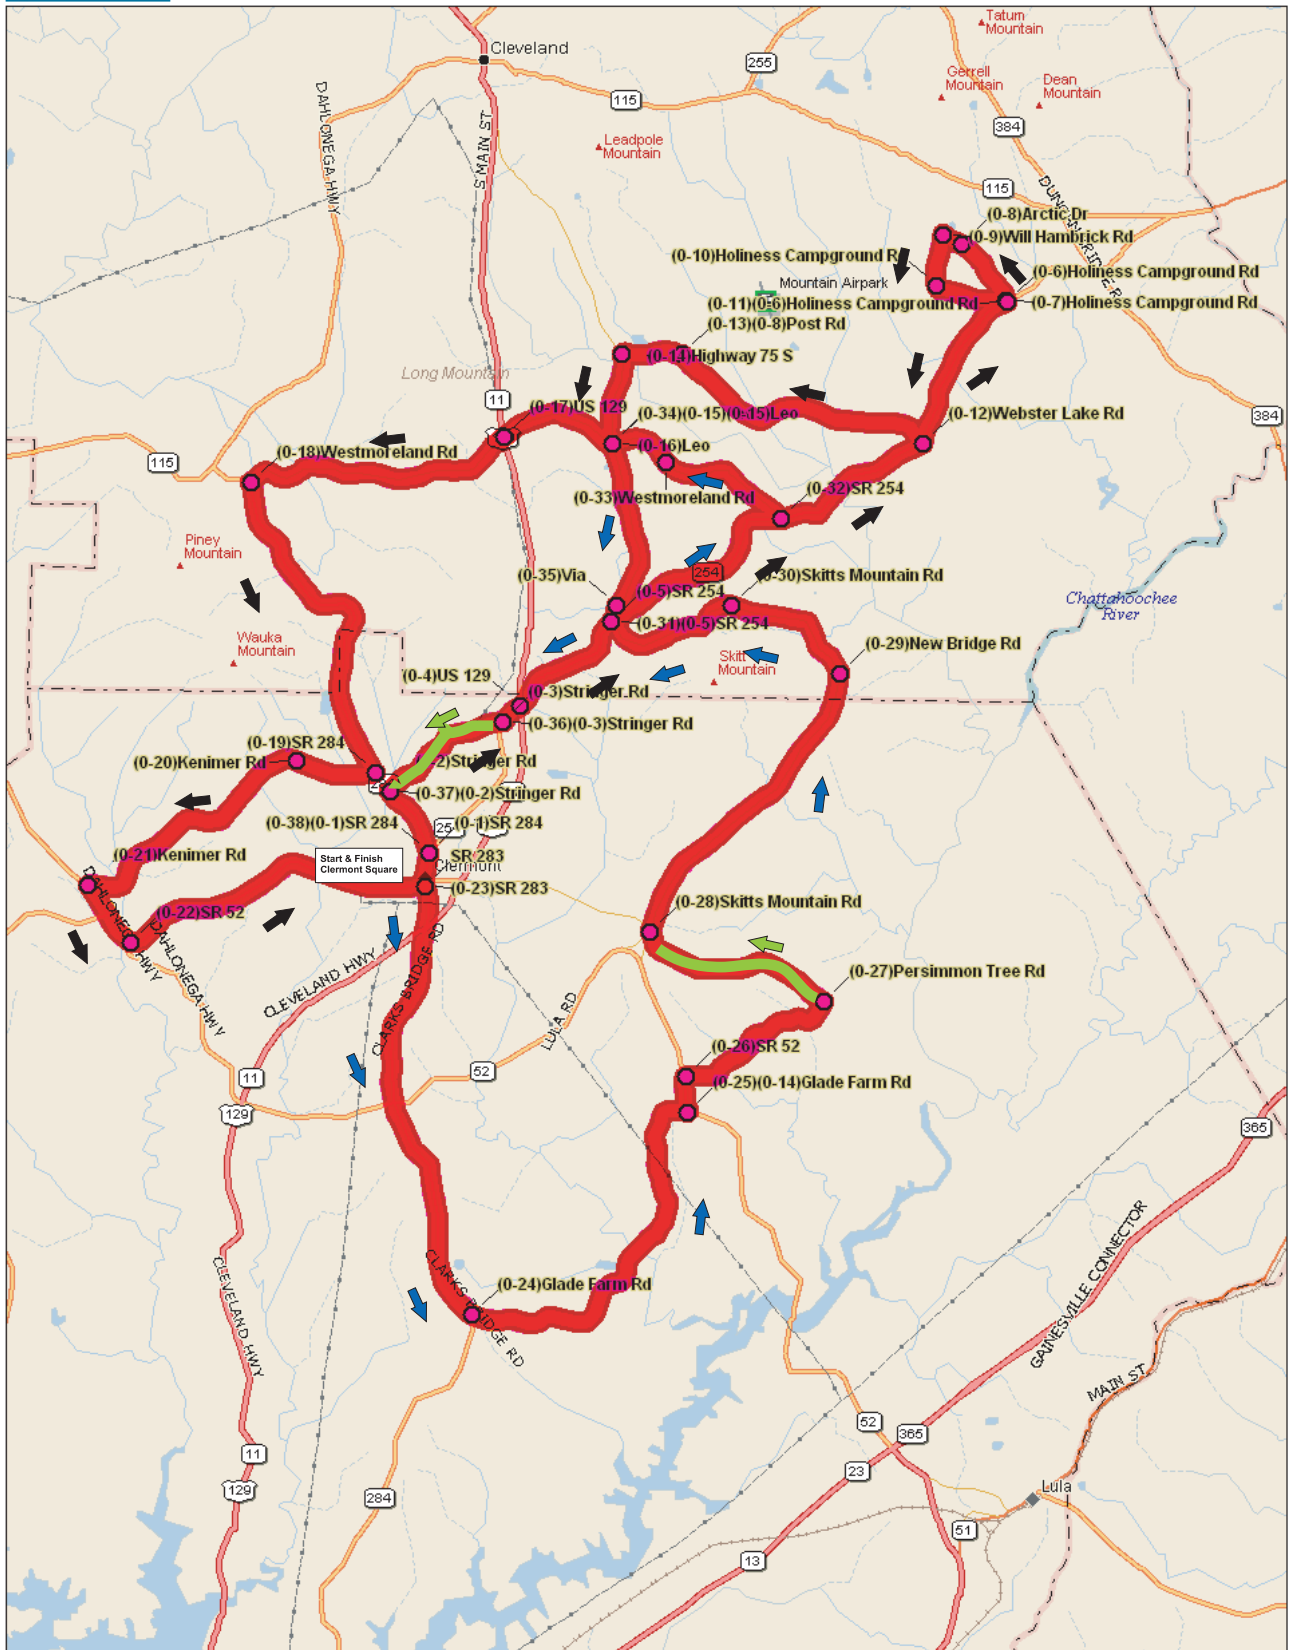 Tatum
Mountain
Cleveland
255
Gerrell
Mountain
Dean
Mountain
DAHLONEGA HWY
115
S MAIN ST
384
Leadpole
Mountain
115
DUNCAN BRIDGE R
(0-8)Arctic Dr
(0-9)Will Hambrick Rd
(0-10)Holiness Campground R
(0-6)Holiness Campground Rd
Mountain Airpark
(0-11)(0-6)Holiness Campground Rd
(0-7)Holiness Campground Rd
(0-13)(0-8)Post Rd
(0-14)Highway 75 S
Long Mountain
11
(0-17)US 129
(0-34)(0-15)(0-15)Leo
(0-12)Webster Lake Rd
384
(0-16)Leo
(0-18)Westmoreland Rd
115
(0-33)Westmoreland Rd
(0-32)SR 254
Piney
Mountain
(0-35)Via
254
(0-30)Skitts Mountain Rd
(0-5)SR 254
Chattahoochee
River
(0-31)(0-5)SR 254
Wauka
Mountain
(0-29)New Bridge Rd
Skitt
Mountain
(0-4)US 129
(0-3)Stringer Rd
(0-36)(0-3)Stringer Rd
(0-19)SR 284
(0-20)Kenimer Rd
2)Stringer Rd
(0-37)(0-2)Stringer Rd
(0-38)(0-1)SR 284
25
(0-1)SR 284
(0-21)Kenimer Rd
SR 283
Start & Finish
Clermont Square
Clermont
(0-23)SR 283
(0-22)SR 52
(0-28)Skitts Mountain Rd
DAHLONEGA HWY
DAHLONEGA HWY
CLEVELAND HWY
CLARKS BRIDGE RD
(0-27)Persimmon Tree Rd
LULA RD
(0-26)SR 52
52
11
(0-25)(0-14)Glade Farm Rd
129
365
CLARKS BRIDGE RD
(0-24)Glade Farm Rd
CLEVELAND HWY
GAINESVILLE CONNECTOR
MAIN ST
52
365
11
23
129
284
Lula
51
13